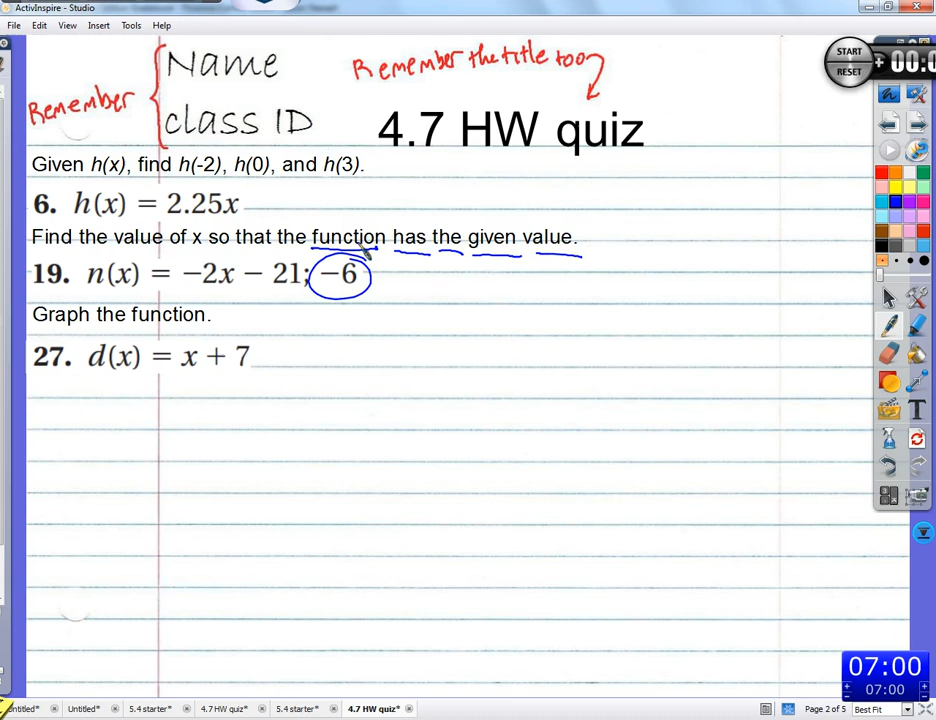 ActivInspire - Studio
File Edit View Insert Tools Help
Name
class ID
Remember
Remember the title too
START
RESET
+ 00:0
4.7 HW quiz
Given h(x), find h(-2), h(0), and h(3).
6. h(x) = 2.25x
Find the value of x so that the function has the given value.
19. n(x) = −2x − 21; −6
Graph the function.
27. d(x) = x + 7
T
07:00
07:00
ntitled* Untitled* 5.4 starter* 4.7 HW quiz* 5.4 starter* 4.7 HW quiz* Page 2 of 5 Best Fit